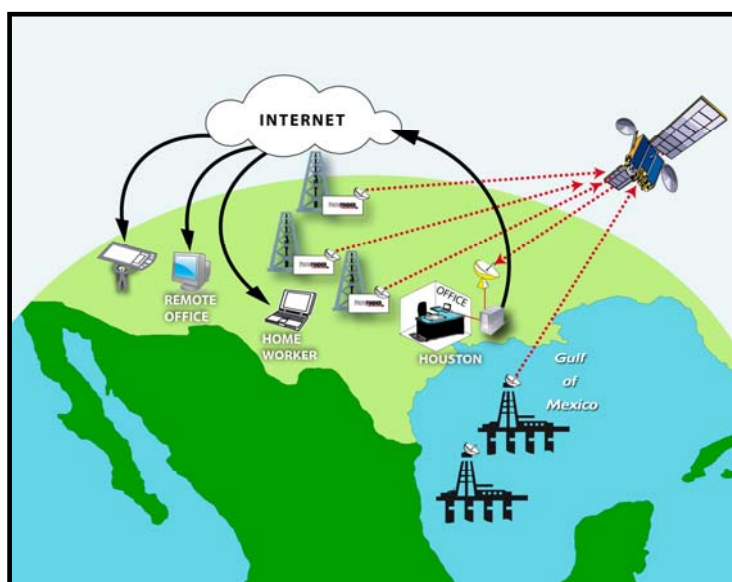 INTERNET
REMOTE
OFFICE
HOME
WORKER
OFFICE
HOUSTON
Gulf
of
Mexico